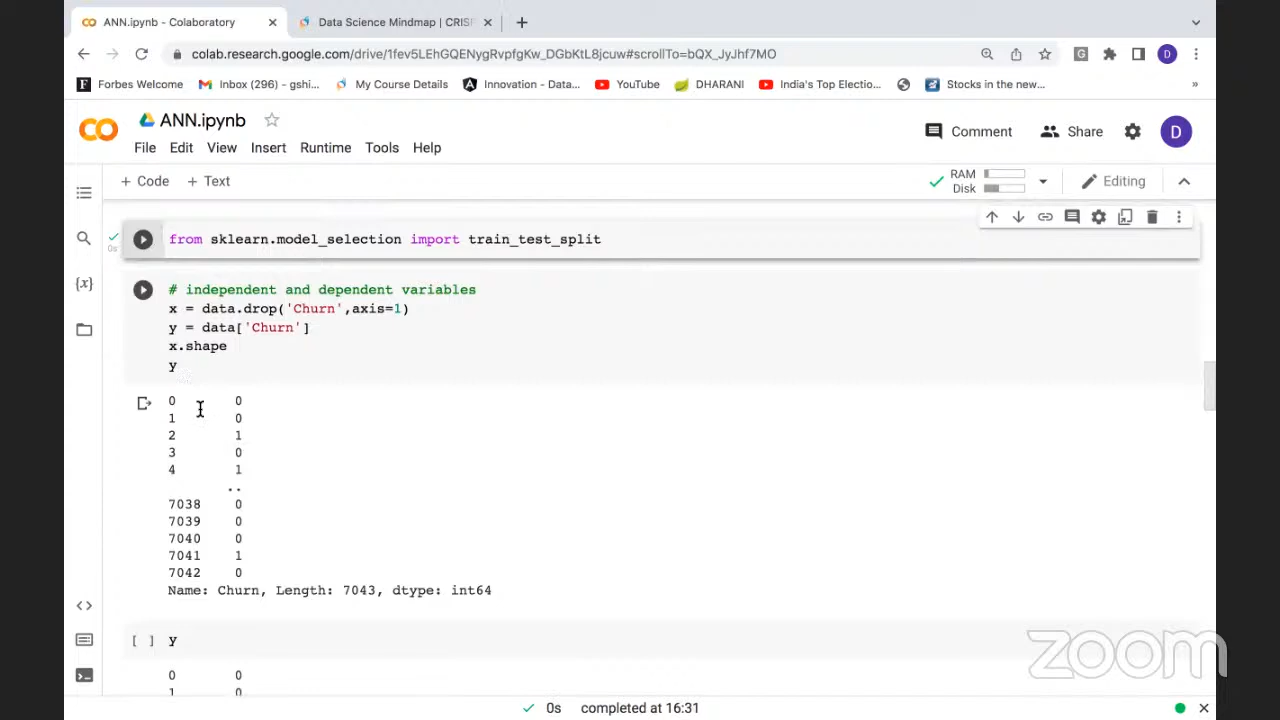 ANN.ipynb - Colaboratory
Data Science Mindmap | CRISP
colab.research.google.com/drive/1fev5LEhGQENygRvpfgKw_DGbKtL8jcuw#scrollTo=bQX_JyJhf7MO
G
D
F Forbes Welcome
Inbox (296) - gshi...
My Course Details
Innovation - Data...
YouTube
DHARANI
India's Top Electio...
Stocks in the new...
»
ANN.ipynb
Comment
Share
D
File Edit View Insert Runtime Tools Help
+ Code + Text
RAM
Disk
Editing
0s
from sklearn.model_selection import train_test_split
{x}
# independent and dependent variables
x = data.drop('Churn',axis=1)
y = data['Churn']
x.shape
y
0 0
1 0
2 1
3 0
4 1
..
7038 0
7039 0
7040 0
7041 1
7042 0
Name: Churn, Length: 7043, dtype: int64
[ ] y
0 0
1 0
zoom
0s completed at 16:31